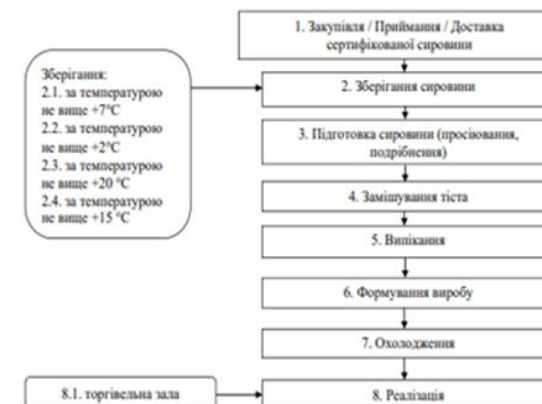 1. Закупівля / Приймання / Доставка
сертифікованої сировини
Зберігання:
2.1. за температурою
не вище +7°С
2.2. за температурою
не вище +2°С
2.3. за температурою
не вище +20 °С
2.4. за температурою
не вище +15 °С
2. Зберігання сировини
3. Підготовка сировини (просіювання,
подрібнення)
4. Замішування тіста
5. Випікання
6. Формування виробу
7. Охолодження
8.1. торгівельна зала
8. Реалізація